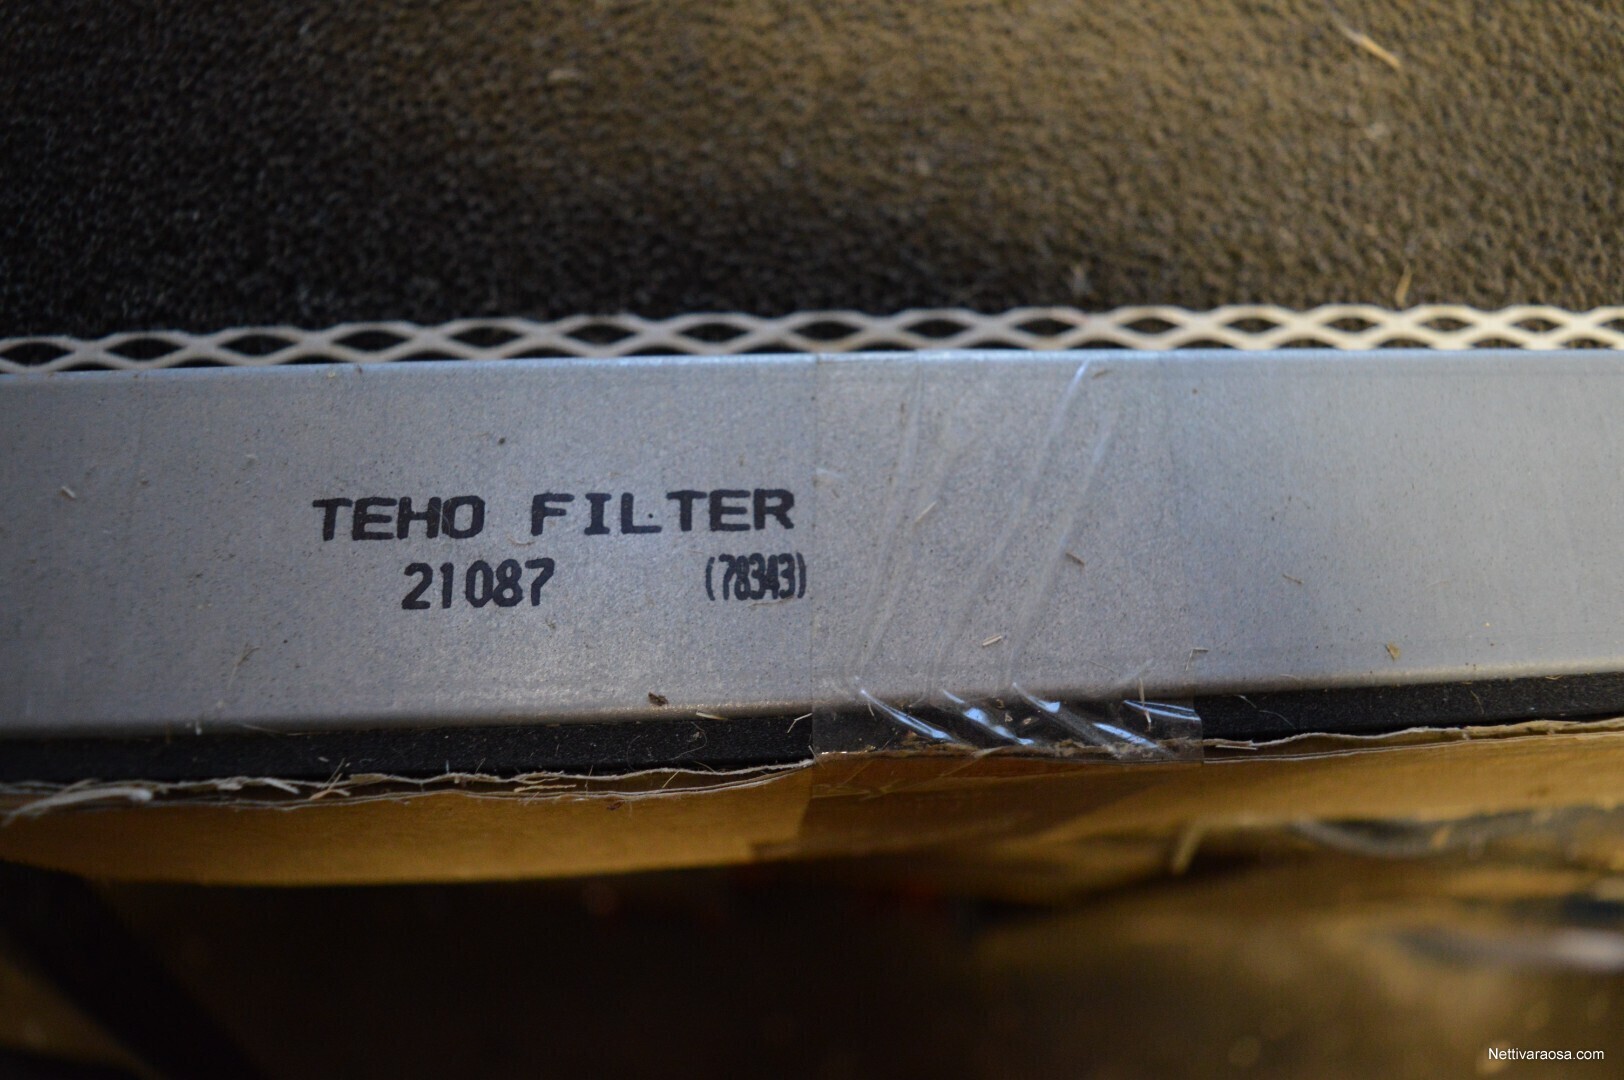 TEHO FILTER
21087 (78343)
Nettivaraosa.com